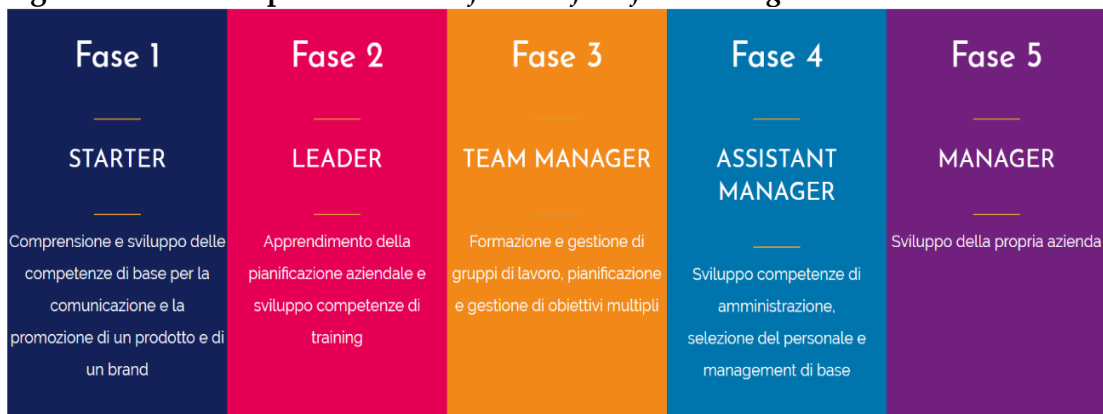 Fase 1
STARTER
Comprensione e sviluppo delle
competenze di base per la
comunicazione e la
promozione di un prodotto e di
un brand
Fase 2
LEADER
Apprendimento della
pianificazione aziendale e
sviluppo competenze di
training
Fase 3
TEAM MANAGER
Formazione e gestione di
gruppi di lavoro, pianificazione
e gestione di obiettivi multipli
Fase 4
ASSISTANT
MANAGER
Sviluppo competenze di
amministrazione,
selezione del personale e
management di base
Fase 5
MANAGER
Sviluppo della propria azienda